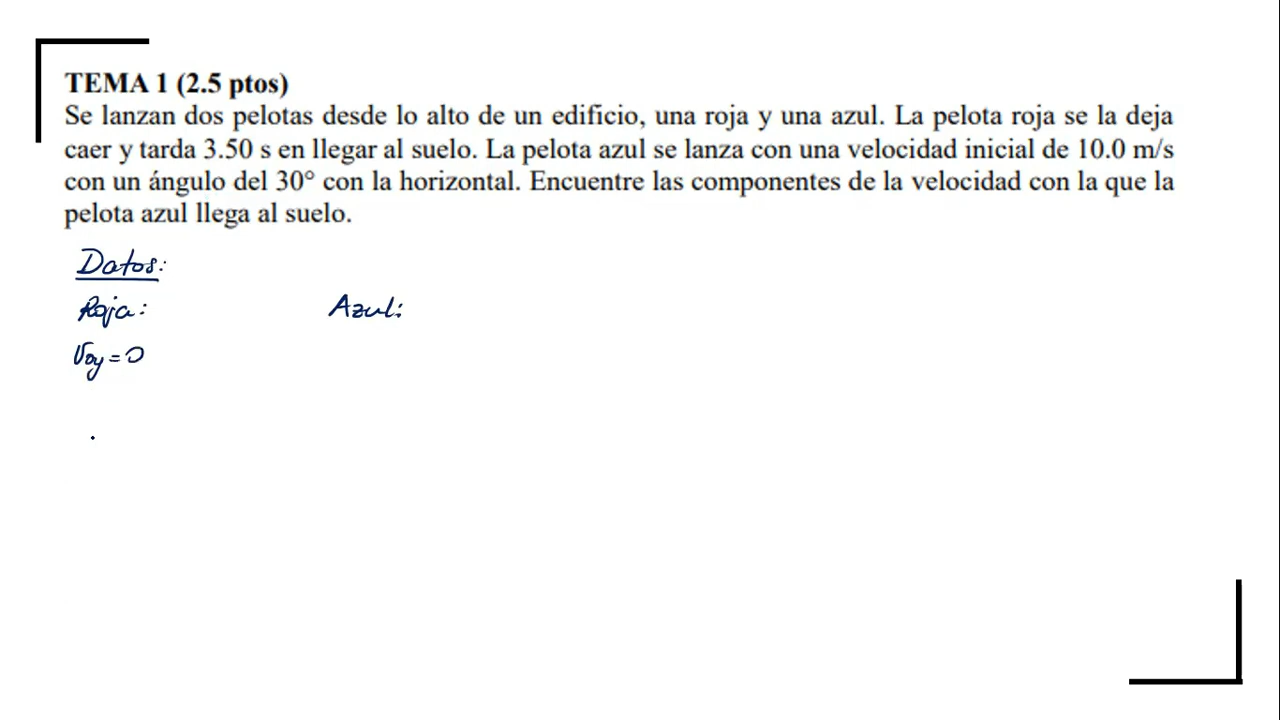 TEMA 1 (2.5 ptos)
Se lanzan dos pelotas desde lo alto de un edificio, una roja y una azul. La pelota roja se la deja
caer y tarda 3.50 s en llegar al suelo. La pelota azul se lanza con una velocidad inicial de 10.0 m/s
con un ángulo del 30° con la horizontal. Encuentre las componentes de la velocidad con la que la
pelota azul llega al suelo.
Datos:
Roja: Azul:
Voy = 0